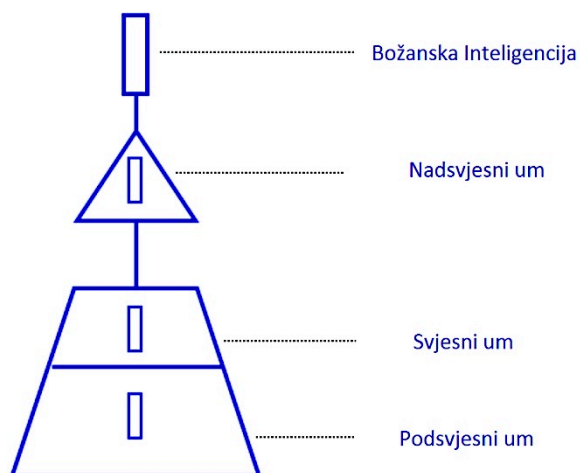 Božanska Inteligencija
Nadsvjesni um
Svjesni um
Podsvjesni um